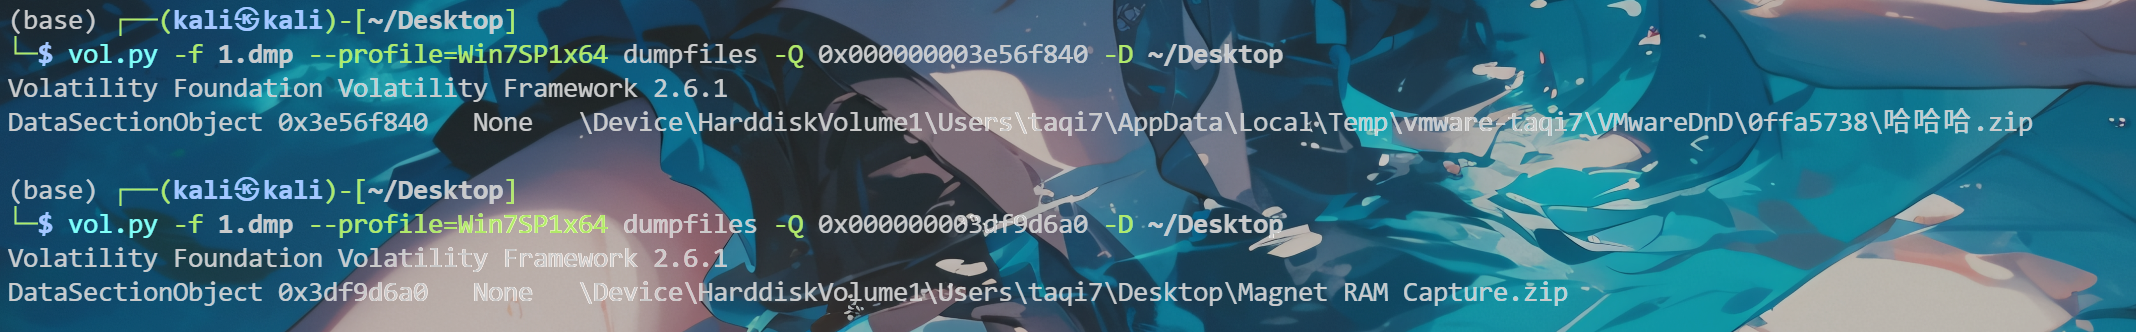 (base) ┌──(kali㉿kali)-[~/Desktop]
└─$ vol.py -f 1.dmp --profile=Win7SP1x64 dumpfiles -Q 0x000000003e56f840 -D ~/Desktop
Volatility Foundation Volatility Framework 2.6.1
DataSectionObject 0x3e56f840   None   \Device\HarddiskVolume1\Users\taqi7\AppData\Local\Temp\vmware-taqi7\VMwareDnD\0ffa5738\哈哈哈.zip
(base) ┌──(kali㉿kali)-[~/Desktop]
└─$ vol.py -f 1.dmp --profile=Win7SP1x64 dumpfiles -Q 0x000000003df9d6a0 -D ~/Desktop
Volatility Foundation Volatility Framework 2.6.1
DataSectionObject 0x3df9d6a0   None   \Device\HarddiskVolume1\Users\taqi7\Desktop\Magnet RAM Capture.zip